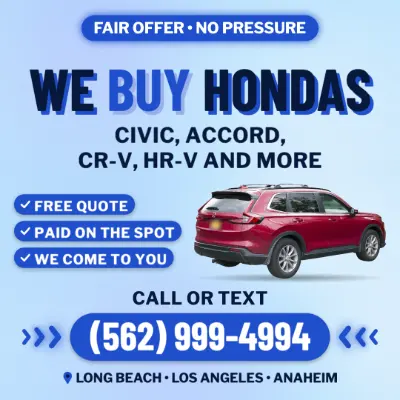 FAIR OFFER • NO PRESSURE
WE BUY HONDAS
CIVIC, ACCORD,
CR-V, HR-V AND MORE
FREE QUOTE
PAID ON THE SPOT
WE COME TO YOU
CALL OR TEXT
(562) 999-4994
LONG BEACH • LOS ANGELES • ANAHEIM